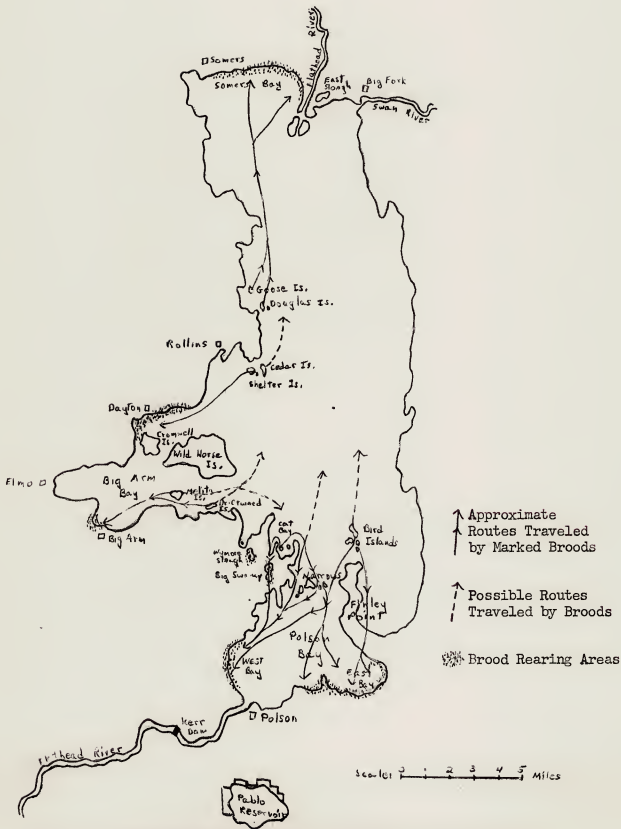 Somers
Somers Bay
Flathead River
East Slough
Big Fork
Swan River
Goose Is.
Douglas Is.
Rollins
Cedar Is.
Shelter Is.
Dayton
Cromwell Is.
Wild Horse Is.
Elmo
Big Arm Bay
Melita Is.
Big Arm
Cat Bay
Bird Islands
Big Swamp
Narrows
Finley Point
Polson Bay
West Bay
East Bay
Polson
Kerr Dam
Flathead River
Pablo Reservoir
Approximate
Routes Traveled
by Marked Broods
Possible Routes
Traveled by Broods
Brood Rearing Areas
1 2 3 4 5 Miles